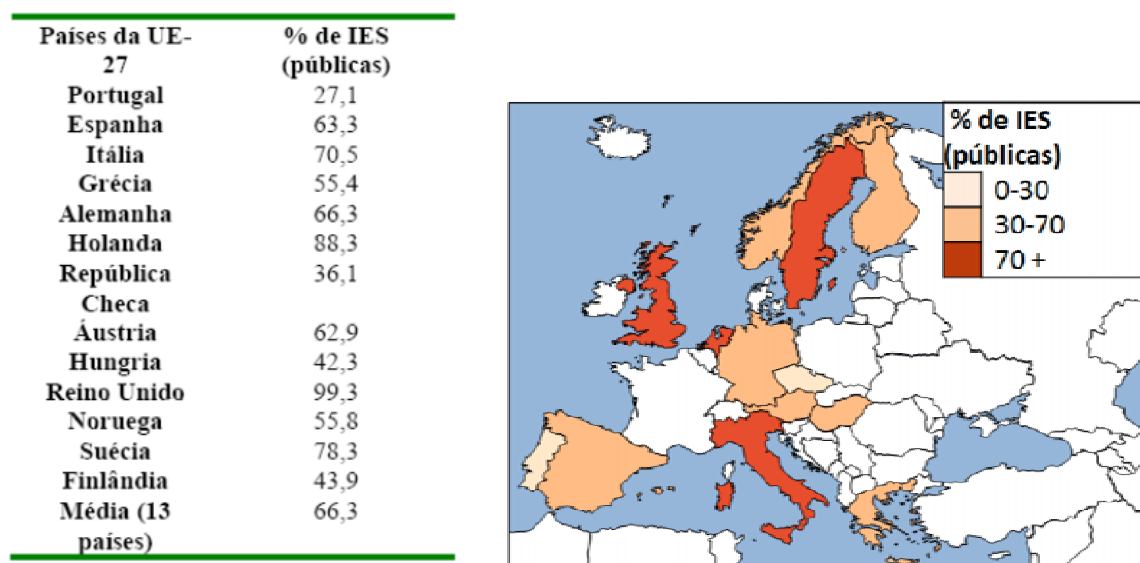 Países da UE- % de IES
27 (públicas)
Portugal 27,1
Espanha 63,3
Itália 70,5
Grécia 55,4
Alemanha 66,3
Holanda 88,3
República 36,1
Checa
Áustria 62,9
Hungria 42,3
Reino Unido 99,3
Noruega 55,8
Suécia 78,3
Finlândia 43,9
Média (13 66,3
países)
% de IES
(públicas)
0-30
30-70
70 +